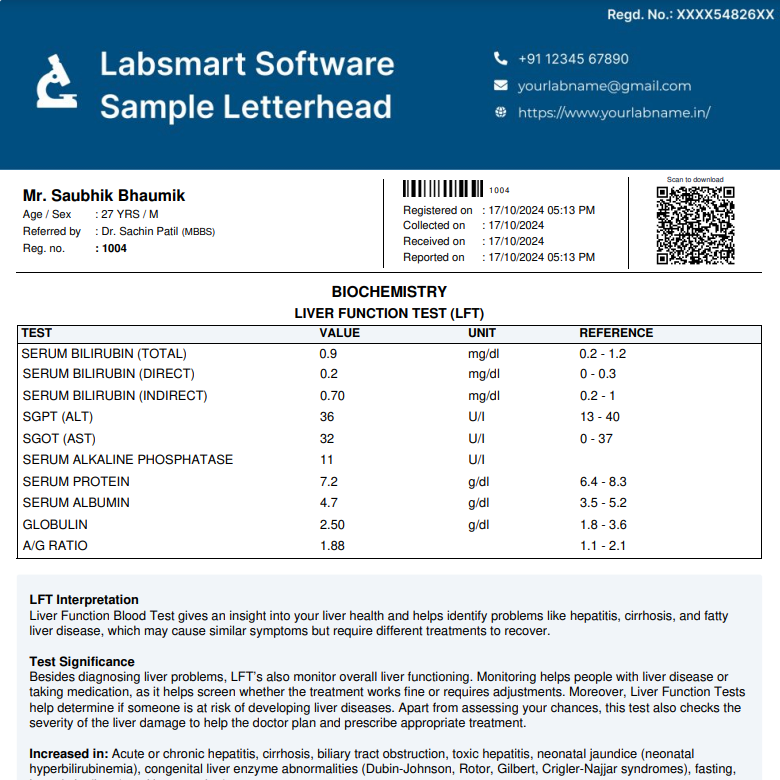 Regd. No.: XXXX54826XX
Labsmart Software
Sample Letterhead
+91 12345 67890
yourlabname@gmail.com
https://www.yourlabname.in/
Mr. Saubhik Bhaumik
Age / Sex : 27 YRS / M
Referred by : Dr. Sachin Patil (MBBS)
Reg. no. : 1004
1004
Registered on : 17/10/2024 05:13 PM
Collected on : 17/10/2024
Received on : 17/10/2024
Reported on : 17/10/2024 05:13 PM
Scan to download
BIOCHEMISTRY
LIVER FUNCTION TEST (LFT)
TEST VALUE UNIT REFERENCE
SERUM BILIRUBIN (TOTAL) 0.9 mg/dl 0.2 - 1.2
SERUM BILIRUBIN (DIRECT) 0.2 mg/dl 0 - 0.3
SERUM BILIRUBIN (INDIRECT) 0.70 mg/dl 0.2 - 1
SGPT (ALT) 36 U/l 13 - 40
SGOT (AST) 32 U/l 0 - 37
SERUM ALKALINE PHOSPHATASE 11 U/l
SERUM PROTEIN 7.2 g/dl 6.4 - 8.3
SERUM ALBUMIN 4.7 g/dl 3.5 - 5.2
GLOBULIN 2.50 g/dl 1.8 - 3.6
A/G RATIO 1.88 1.1 - 2.1
LFT Interpretation
Liver Function Blood Test gives an insight into your liver health and helps identify problems like hepatitis, cirrhosis, and fatty
liver disease, which may cause similar symptoms but require different treatments to recover.
Test Significance
Besides diagnosing liver problems, LFT's also monitor overall liver functioning. Monitoring helps people with liver disease or
taking medication, as it helps screen whether the treatment works fine or requires adjustments. Moreover, Liver Function Tests
help determine if someone is at risk of developing liver diseases. Apart from assessing your chances, this test also checks the
severity of the liver damage to help the doctor plan and prescribe appropriate treatment.
Increased in: Acute or chronic hepatitis, cirrhosis, biliary tract obstruction, toxic hepatitis, neonatal jaundice (neonatal
hyperbilirubinemia), congenital liver enzyme abnormalities (Dubin-Johnson, Rotor, Gilbert, Crigler-Najjar syndromes), fasting,